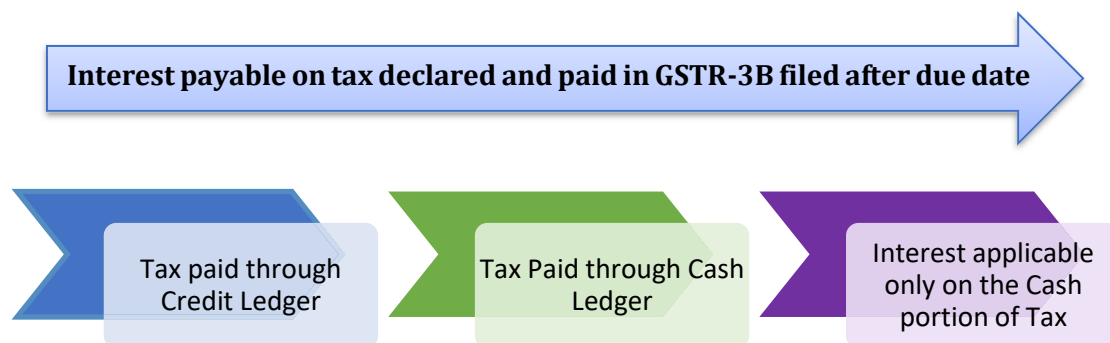 Interest payable on tax declared and paid in GSTR-3B filed after due date
Tax paid through
Credit Ledger
Tax Paid through Cash
Ledger
Interest applicable
only on the Cash
portion of Tax